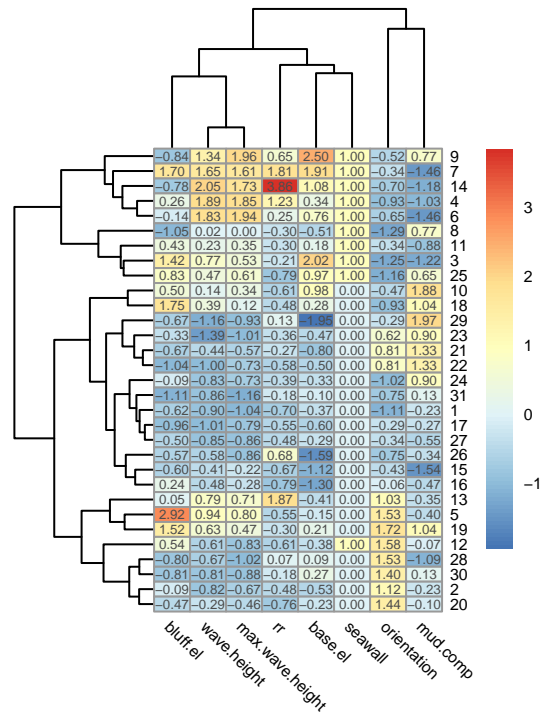 −0.84 1.34 1.96 0.65 2.50 1.00 −0.52 0.77 9
1.70 1.65 1.61 1.81 1.91 1.00 −0.34 −1.46 7
−0.78 2.05 1.73 3.86 1.08 1.00 −0.70 −1.18 14
0.26 1.89 1.85 1.23 0.34 1.00 −0.93 −1.03 4
−0.14 1.83 1.94 0.25 0.76 1.00 −0.65 −1.46 6
−1.05 0.02 0.00 −0.30 −0.51 1.00 −1.29 0.77 8
0.43 0.23 0.35 −0.30 0.18 1.00 −0.34 −0.88 11
1.42 0.77 0.53 −0.21 2.02 1.00 −1.25 −1.22 3
0.83 0.47 0.61 −0.79 0.97 1.00 −1.16 0.65 25
0.50 0.14 0.34 −0.61 0.98 0.00 −0.47 1.88 10
1.75 0.39 0.12 −0.48 0.28 0.00 −0.93 1.04 18
−0.67 −1.16 −0.93 0.13 −1.95 0.00 −0.29 1.97 29
−0.33 −1.39 −1.01 −0.36 −0.47 0.00 0.62 0.90 23
−0.67 −0.44 −0.57 −0.27 −0.80 0.00 0.81 1.33 21
−1.04 −1.00 −0.73 −0.58 −0.50 0.00 0.81 1.33 22
−0.09 −0.83 −0.73 −0.39 −0.33 0.00 −1.02 0.90 24
−1.11 −0.86 −1.16 −0.18 −0.10 0.00 −0.75 0.13 31
−0.62 −0.90 −1.04 −0.70 −0.37 0.00 −1.11 −0.23 1
−0.96 −1.01 −0.79 −0.55 −0.60 0.00 −0.29 −0.27 17
−0.50 −0.85 −0.86 −0.48 −0.29 0.00 −0.34 −0.55 27
−0.57 −0.58 −0.86 0.68 −1.59 0.00 −0.75 −0.34 26
−0.60 −0.41 −0.22 −0.67 −1.12 0.00 −0.43 −1.54 15
0.24 −0.48 −0.28 −0.79 −1.30 0.00 −0.06 −0.47 16
0.05 0.79 0.71 1.87 −0.41 0.00 1.03 −0.35 13
2.92 0.94 0.80 −0.55 −0.15 0.00 1.53 −0.40 5
1.52 0.63 0.47 −0.30 0.21 0.00 1.72 1.04 19
0.54 −0.61 −0.83 −0.61 −0.38 1.00 1.58 −0.07 12
−0.80 −0.67 −1.02 0.07 0.09 0.00 1.53 −1.09 28
−0.81 −0.81 −0.88 −0.18 0.27 0.00 1.40 0.13 30
−0.09 −0.82 −0.67 −0.48 −0.53 0.00 1.12 −0.23 2
−0.47 −0.29 −0.46 −0.76 −0.23 0.00 1.44 −0.10 20
bluff.el
wave.height
max.wave.height
rr
base.el
seawall
orientation
mud.comp
3
2
1
0
−1